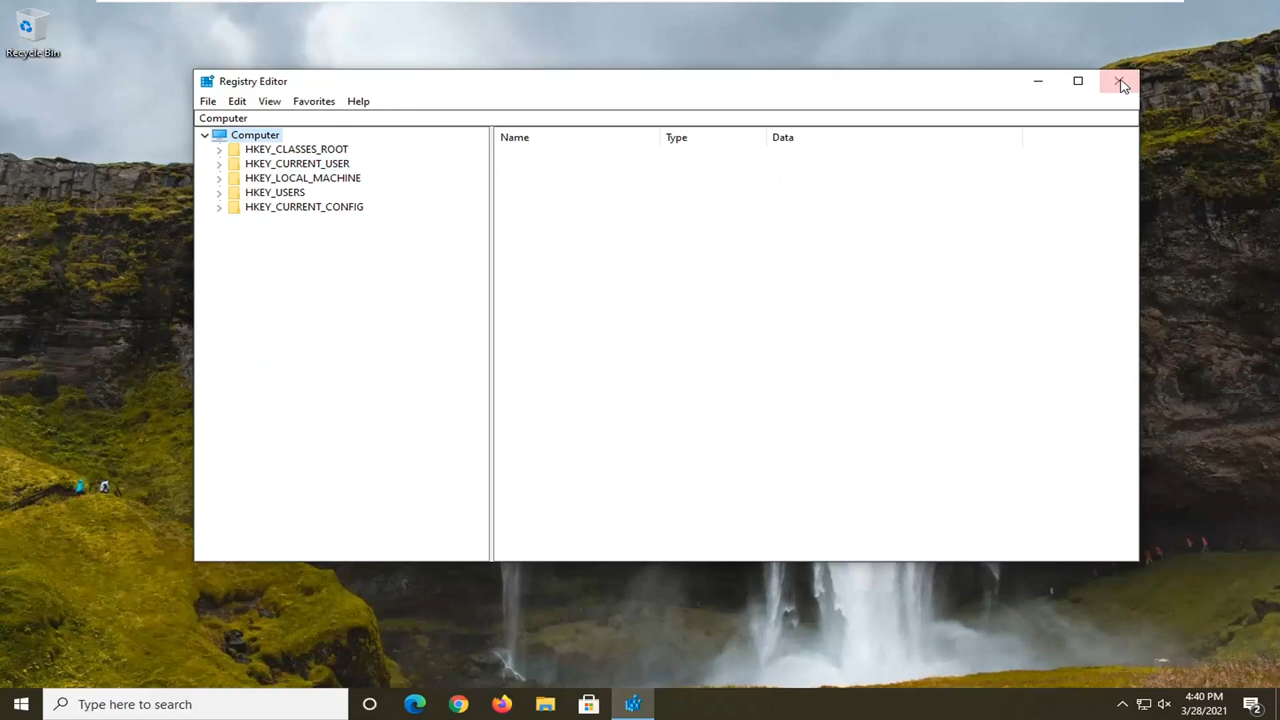 Recycle Bin
Registry Editor
File Edit View Favorites Help
Computer
Computer
HKEY_CLASSES_ROOT
HKEY_CURRENT_USER
HKEY_LOCAL_MACHINE
HKEY_USERS
HKEY_CURRENT_CONFIG
Name Type Data
Type here to search
4:40 PM
3/28/2021
2